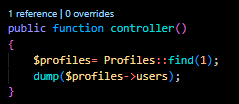 1 reference | 0 overrides
public function controller()
{
$profiles= Profiles::find(1);
dump($profiles->users);
}